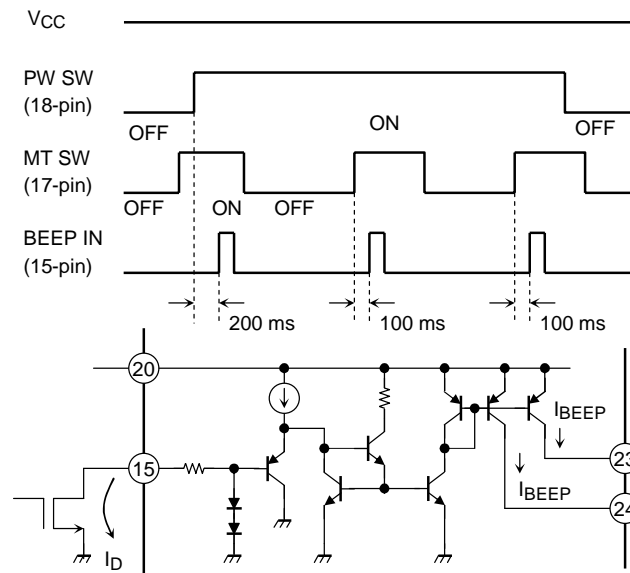 VCC
PW SW
(18-pin)
OFF
ON
OFF
MT SW
(17-pin)
OFF
ON
OFF
BEEP IN
(15-pin)
200 ms
100 ms
100 ms
20
IBEEP
15
23
IBEEP
24
ID